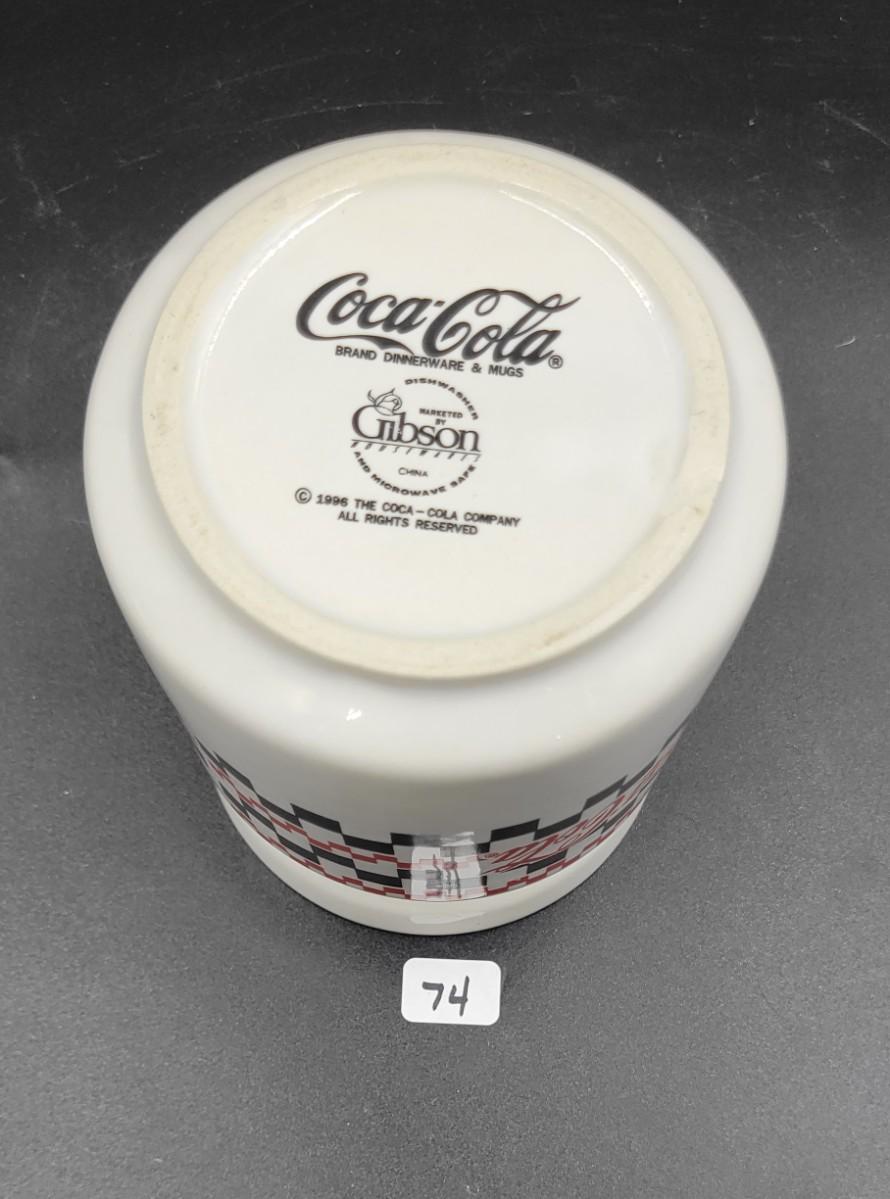 Coca-Cola®
BRAND DINNERWARE & MUGS
DISHWASHER
MARKETED
BY
Gibson
HOUSEWARES
CHINA
AND MICROWAVE SAFE
© 1996 THE COCA-COLA COMPANY
ALL RIGHTS RESERVED
74